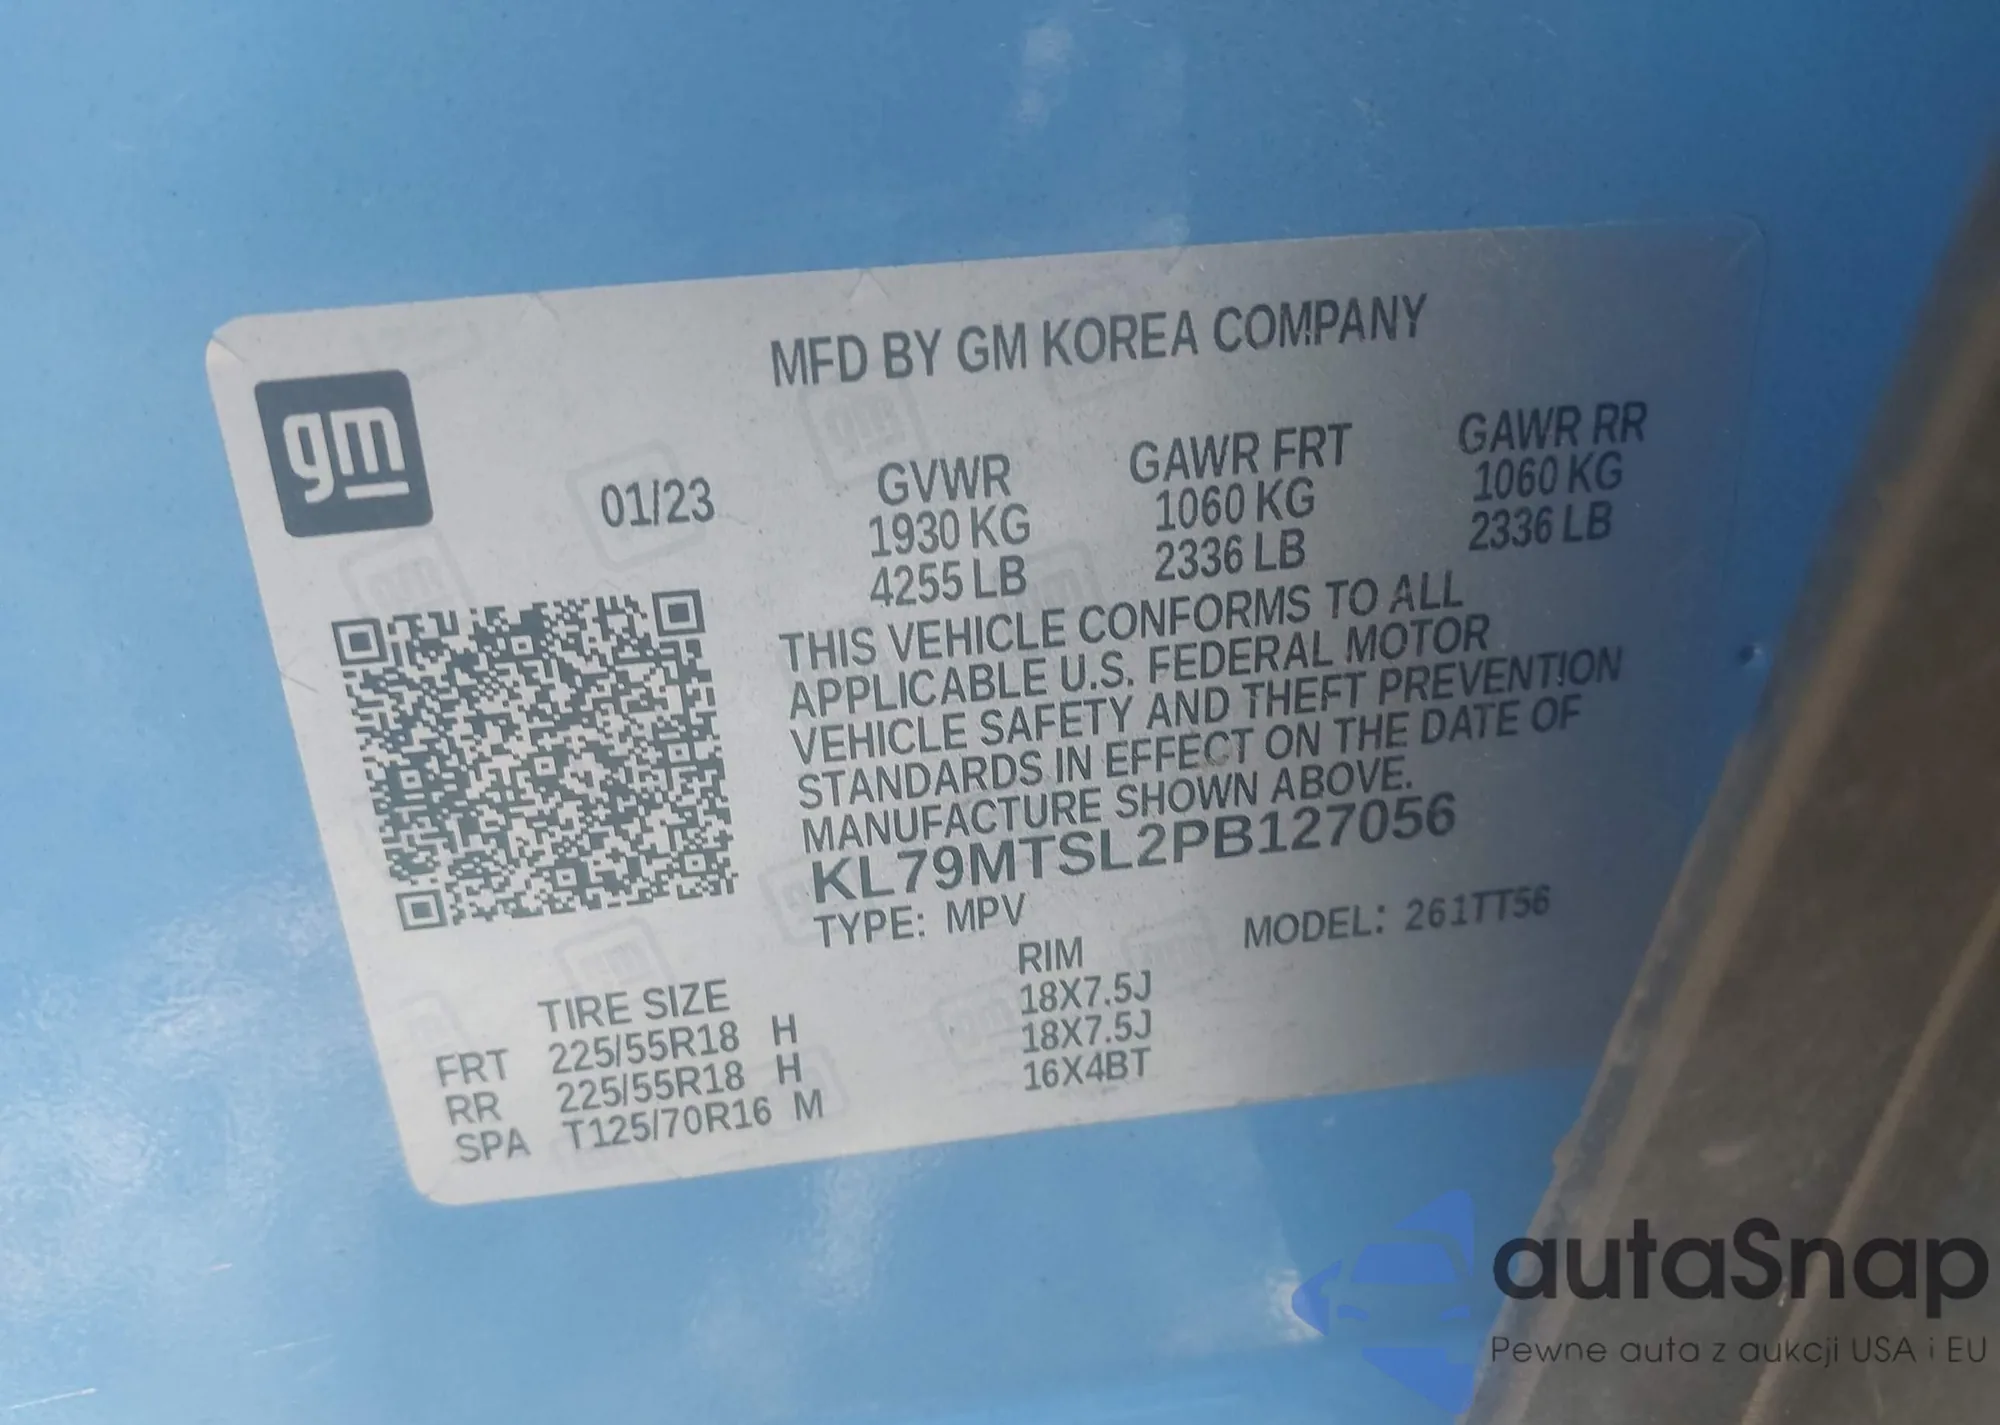 gm
MFD BY GM KOREA COMPANY
01/23
GVWR GAWR FRT GAWR RR
1930 KG 1060 KG 1060 KG
4255 LB 2336 LB 2336 LB
THIS VEHICLE CONFORMS TO ALL
APPLICABLE U.S. FEDERAL MOTOR
VEHICLE SAFETY AND THEFT PREVENTION
STANDARDS IN EFFECT ON THE DATE OF
MANUFACTURE SHOWN ABOVE.
KL79MTSL2PB127056
TYPE: MPV MODEL: 261TT56
TIRE SIZE RIM
FRT 225/55R18 H 18X7.5J
RR 225/55R18 H 18X7.5J
SPA T125/70R16 M 16X4BT
autaSnap
Pewne auta z aukcji USA i EU